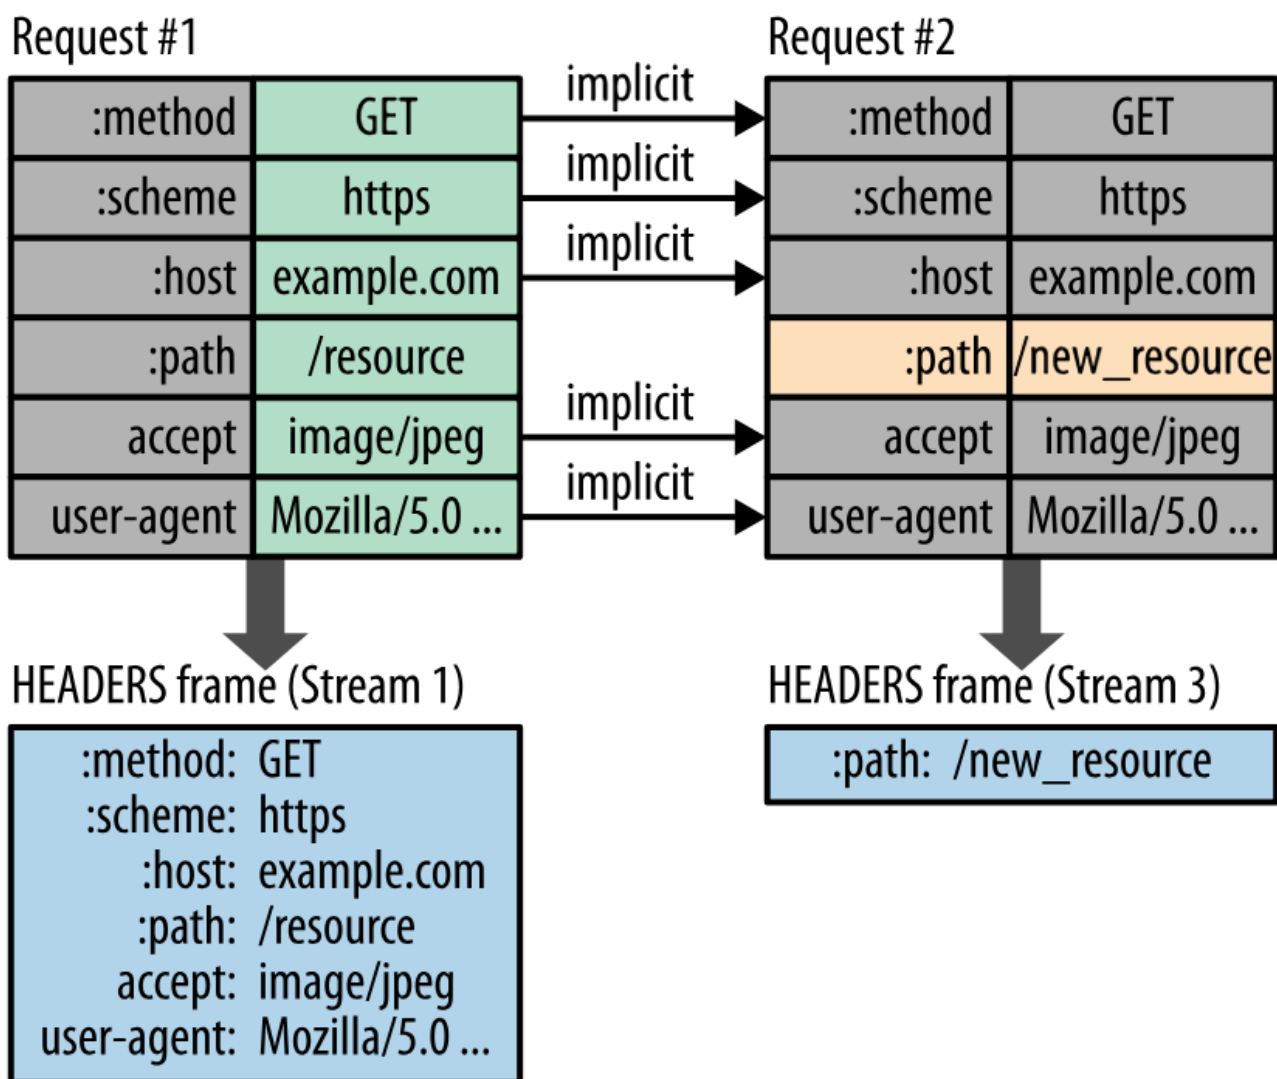 Request #1
:method GET
:scheme https
:host example.com
:path /resource
accept image/jpeg
user-agent Mozilla/5.0 ...
implicit
implicit
implicit
implicit
implicit
Request #2
:method GET
:scheme https
:host example.com
:path /new_resource
accept image/jpeg
user-agent Mozilla/5.0 ...
HEADERS frame (Stream 1)
:method: GET
:scheme: https
:host: example.com
:path: /resource
accept: image/jpeg
user-agent: Mozilla/5.0 ...
HEADERS frame (Stream 3)
:path: /new_resource